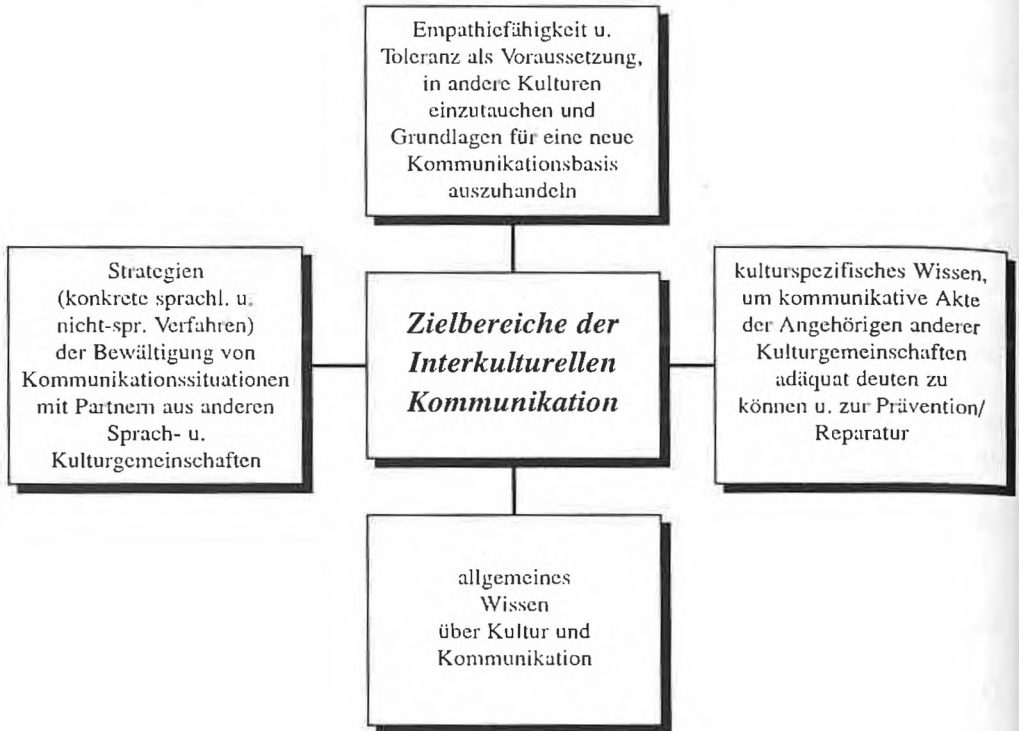 Empathiefähigkeit u.
Toleranz als Voraussetzung,
in andere Kulturen
einzutauchen und
Grundlagen für eine neue
Kommunikationsbasis
auszuhandeln
Strategien
(konkrete sprachl. u.
nicht-spr. Verfahren)
der Bewältigung von
Kommunikationssituationen
mit Partnern aus anderen
Sprach- u.
Kulturgemeinschaften
Zielbereiche der
Interkulturellen
Kommunikation
kulturspezifisches Wissen,
um kommunikative Akte
der Angehörigen anderer
Kulturgemeinschaften
adäquat deuten zu
können u. zur Prävention/
Reparatur
allgemeines
Wissen
über Kultur und
Kommunikation